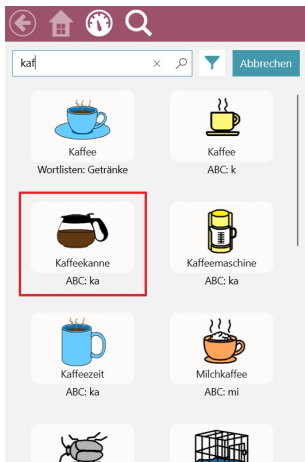 kaf
Abbrechen
Kaffee
Wortlisten: Getränke
Kaffee
ABC: k
Kaffeekanne
ABC: ka
Kaffeemaschine
ABC: ka
Kaffeezeit
ABC: ka
Milchkaffee
ABC: mi